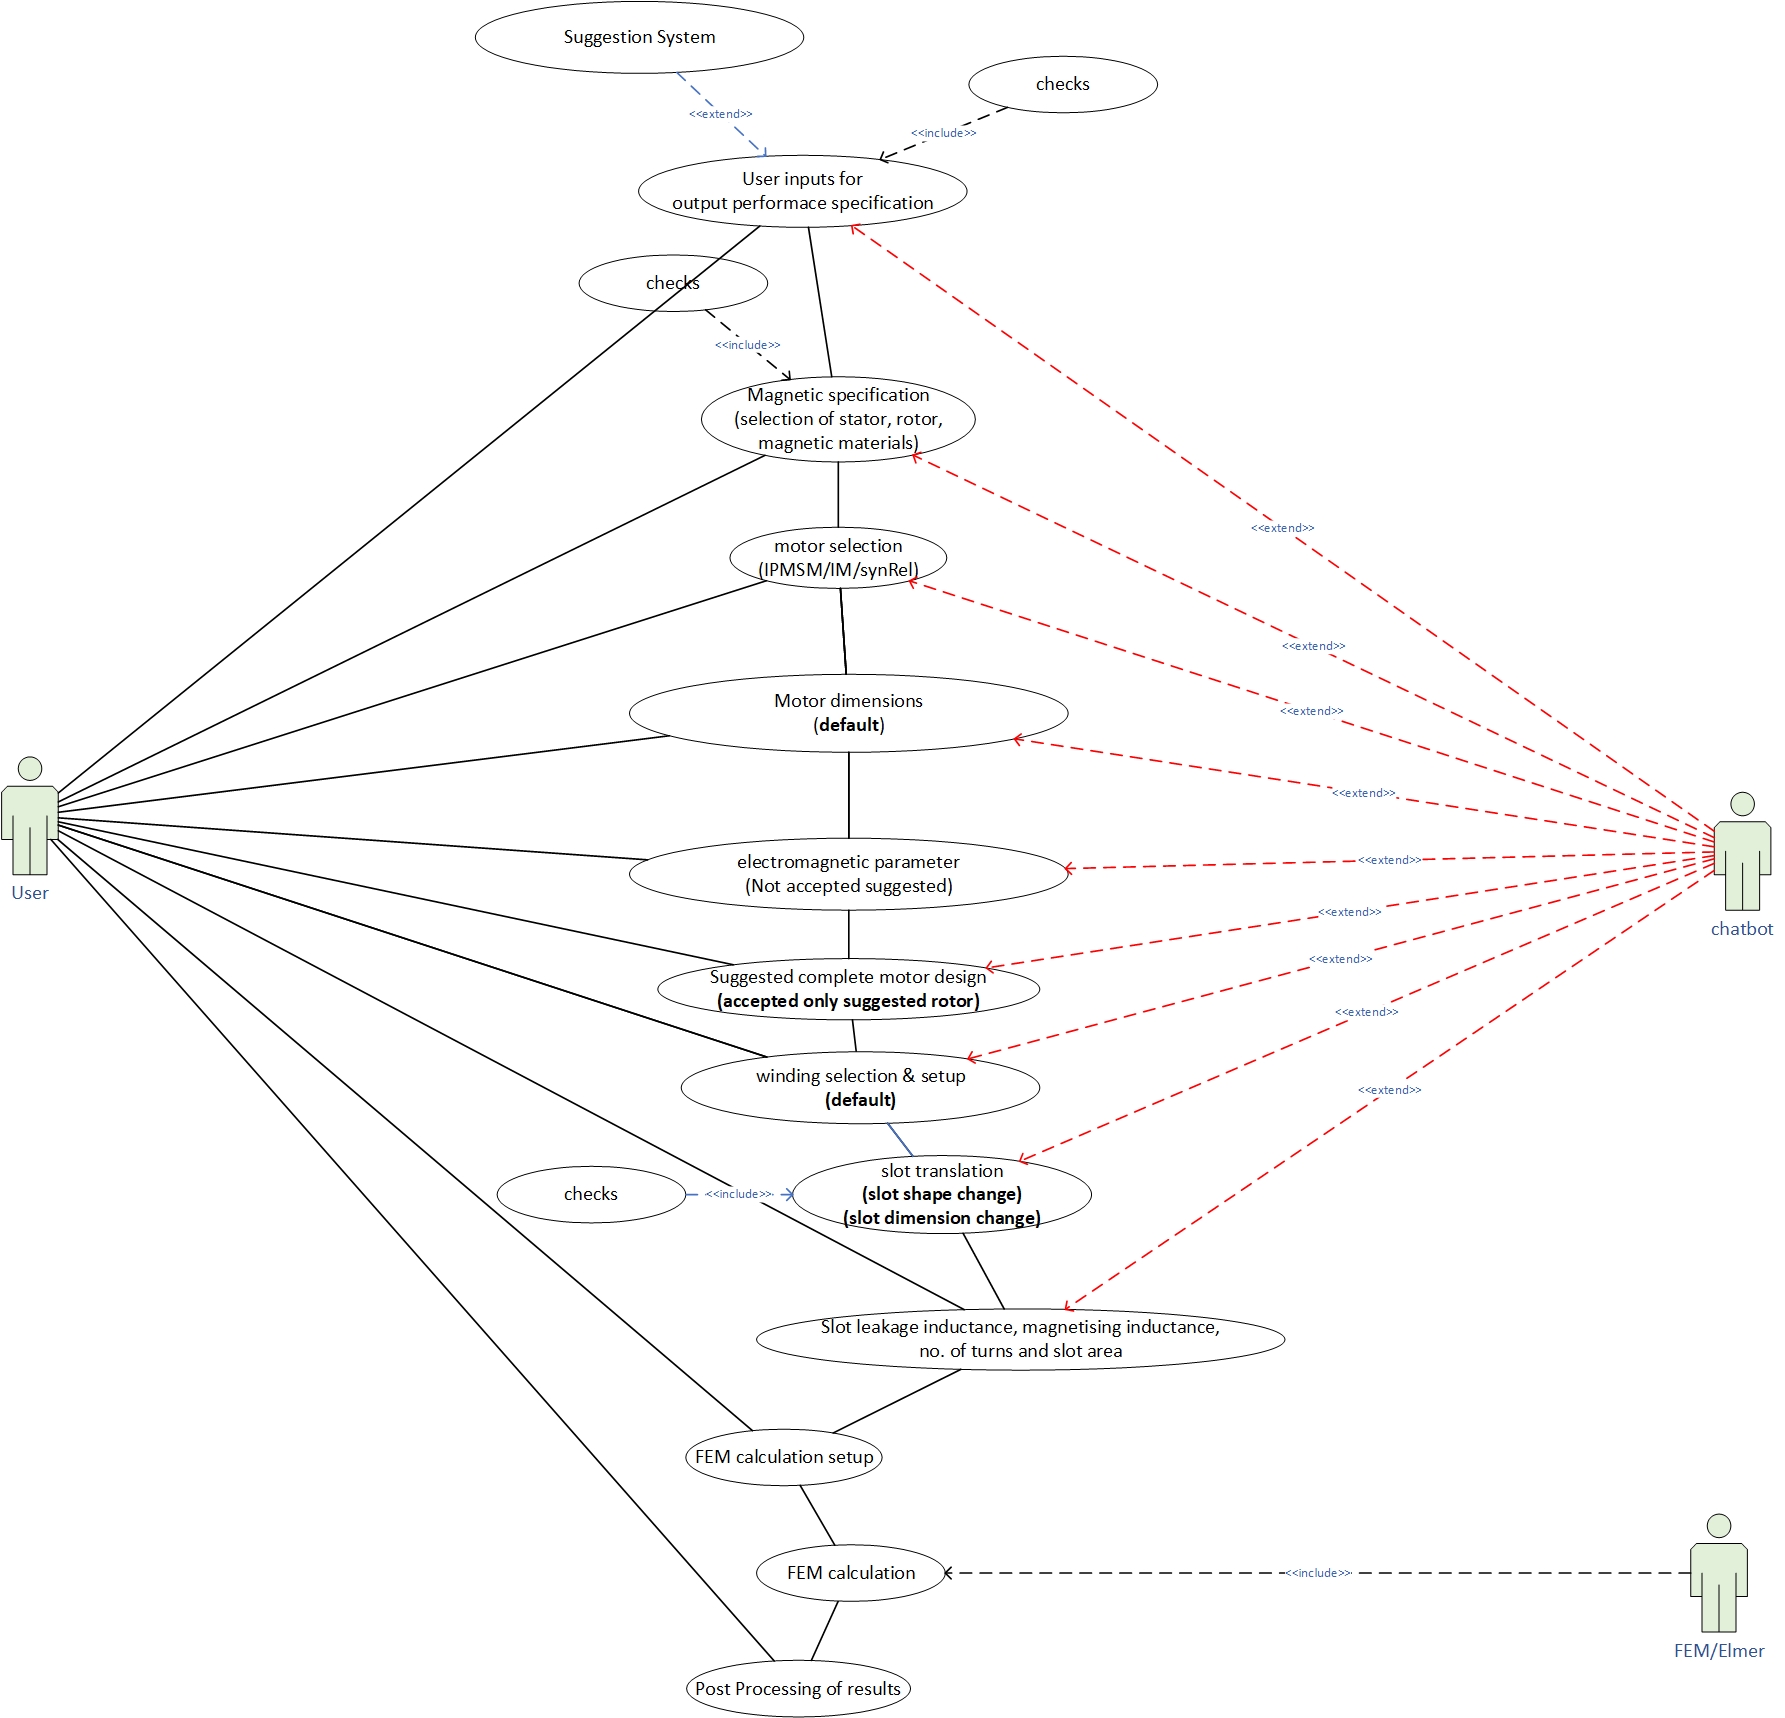 Suggestion System
checks
<<extend>>
<<include>>
User inputs for
output performace specification
checks
<<include>>
Magnetic specification
(selection of stator, rotor,
magnetic materials)
<<extend>>
motor selection
(IPMSM/IM/synRel)
<<extend>>
Motor dimensions
(default)
<<extend>>
<<extend>>
electromagnetic parameter
(Not accepted suggested)
<<extend>>
User
<<extend>>
chatbot
Suggested complete motor design
(accepted only suggested rotor)
<<extend>>
<<extend>>
winding selection & setup
(default)
<<extend>>
checks
<<include>>
slot translation
(slot shape change)
(slot dimension change)
Slot leakage inductance, magnetising inductance,
no. of turns and slot area
FEM calculation setup
FEM calculation
<<include>>
FEM/Elmer
Post Processing of results